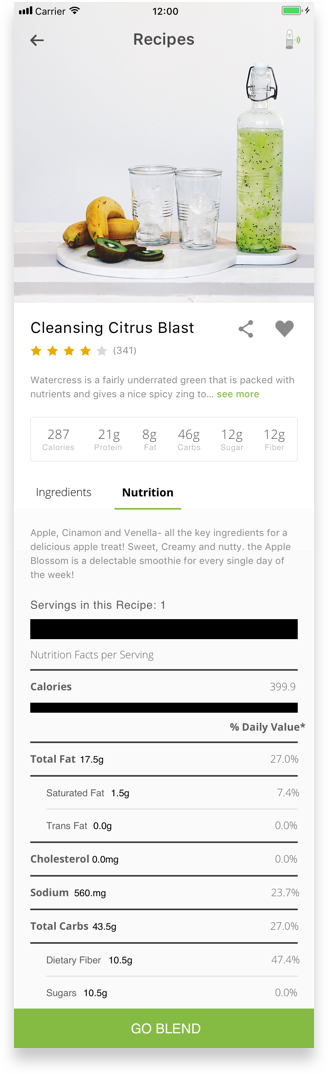 Carrier 12:00
Recipes
Cleansing Citrus Blast
(341)
Watercress is a fairly underrated green that is packed with
nutrients and gives a nice spicy zing to... see more
287 21g 8g 46g 12g 12g
Calories Protein Fat Carbs Sugar Fiber
Ingredients Nutrition
Apple, Cinamon and Venella- all the key ingredients for a
delicious apple treat! Sweet, Creamy and nutty. the Apple
Blossom is a delectable smoothie for every single day of
the week!
Servings in this Recipe: 1
Nutrition Facts per Serving
Calories 399.9
% Daily Value*
Total Fat 17.5g 27.0%
Saturated Fat 1.5g 7.4%
Trans Fat 0.0g 0.0%
Cholesterol 0.0mg 0.0%
Sodium 560.mg 23.7%
Total Carbs 43.5g 27.0%
Dietary Fiber 10.5g 47.4%
Sugars 10.5g 0.0%
GO BLEND